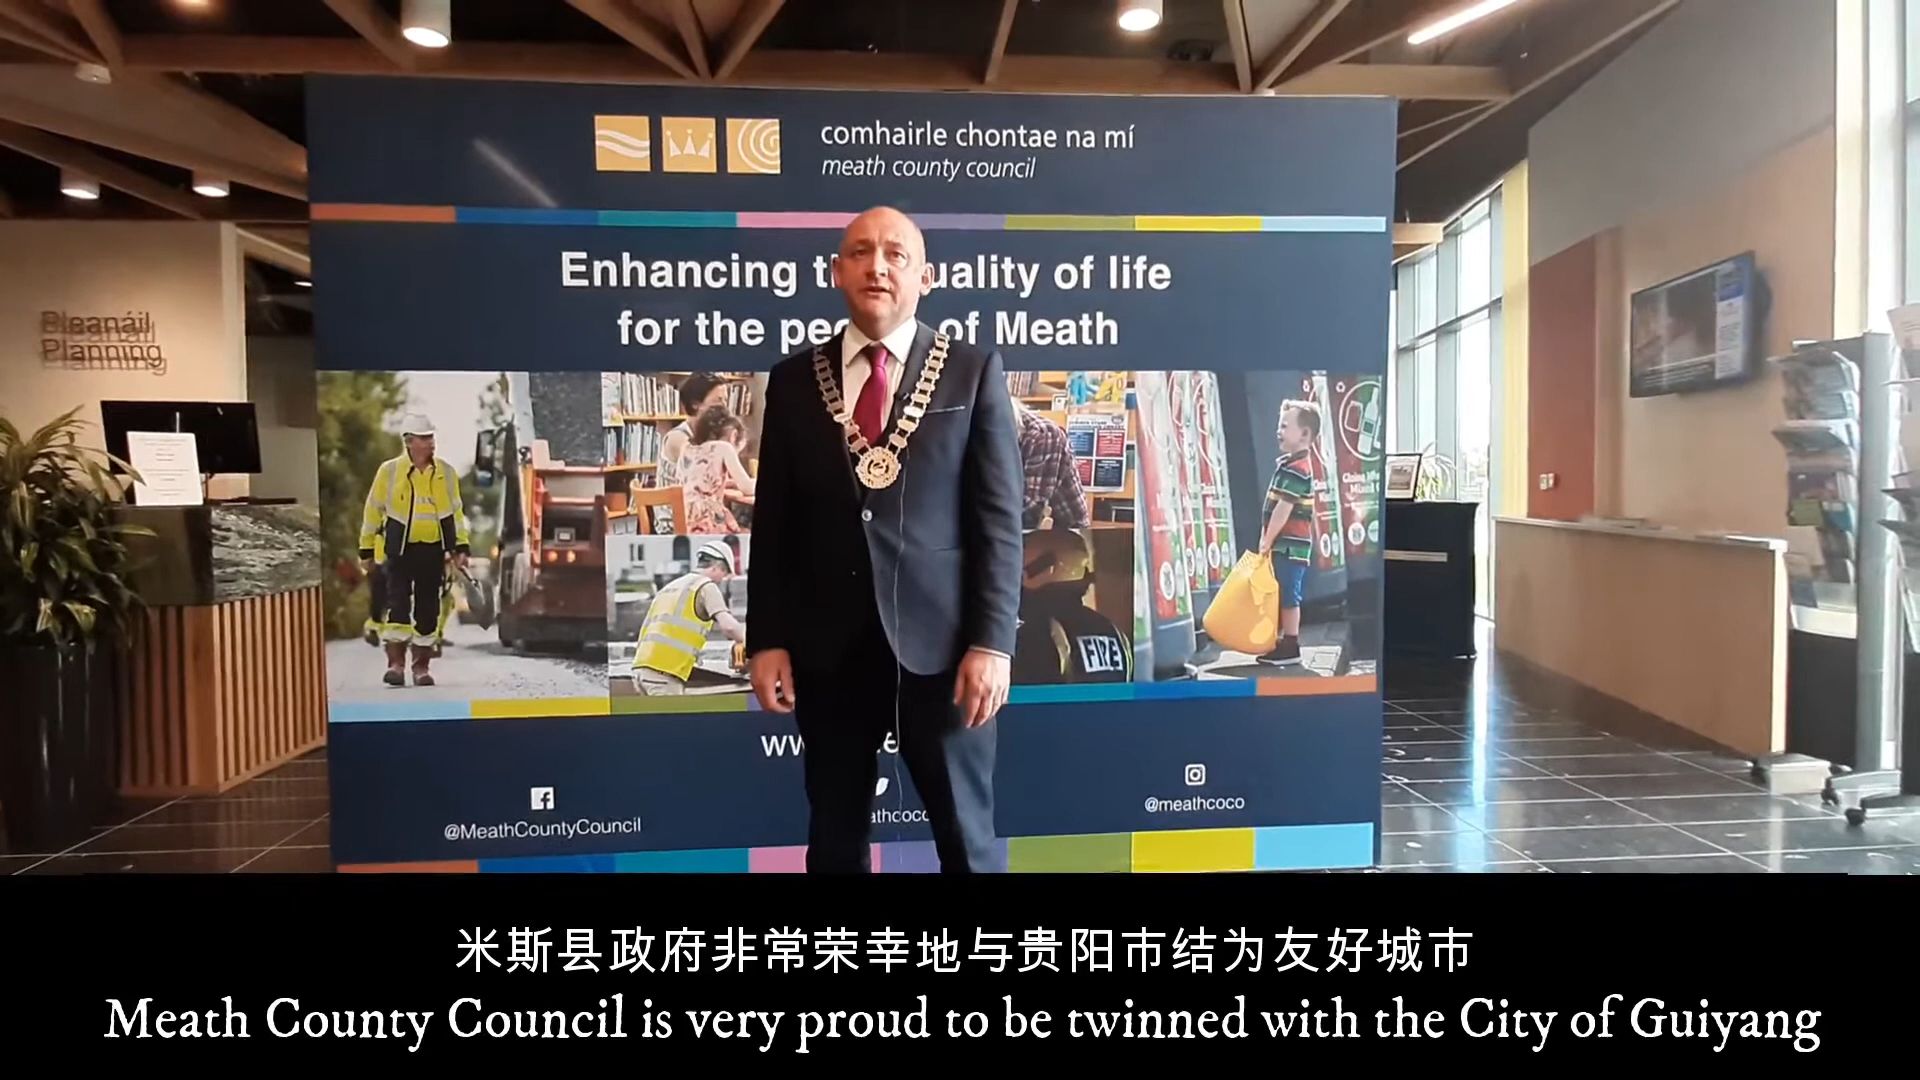 comhairle chontae na mí
meath county council
Enhancing t uality of life
for the pe of Meath
Pleanáil
Planning
FIRE
@MeathCountyCouncil
athcoco
@meathcoco
米斯县政府非常荣幸地与贵阳市结为友好城市
Meath County Council is very proud to be twinned with the City of Guiyang